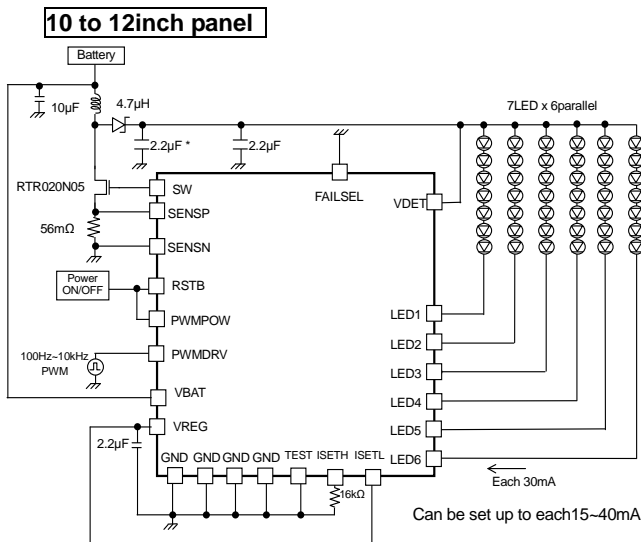 10 to 12inch panel
Battery
10µF
4.7µH
2.2µF *
2.2µF
7LED x 6parallel
RTR020N05
56mΩ
SW
SENSP
SENSN
FAILSEL
VDET
Power
ON/OFF
RSTB
PWMPOW
100Hz~10kHz
PWM
PWMDRV
VBAT
VREG
2.2µF
LED1
LED2
LED3
LED4
LED5
LED6
GND GND GND GND TEST ISETH ISETL
16kΩ
Each 30mA
Can be set up to each15~40mA